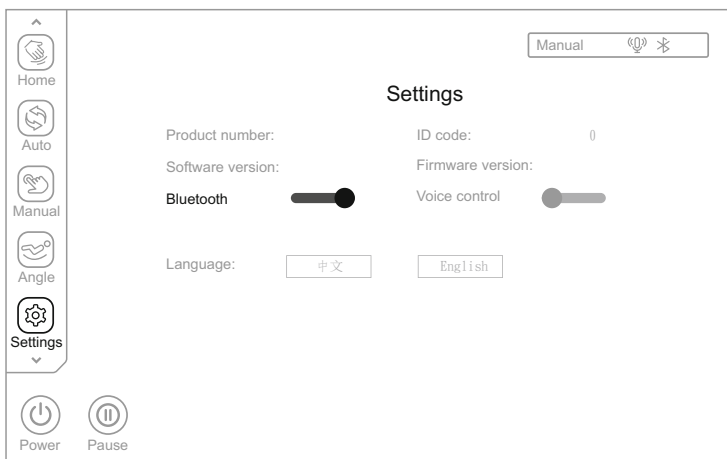 Manual
Home
Settings
Product number: ID code: 0
Auto
Software version: Firmware version:
Bluetooth Voice control
Manual
Language: 中文 English
Angle
Settings
Power Pause